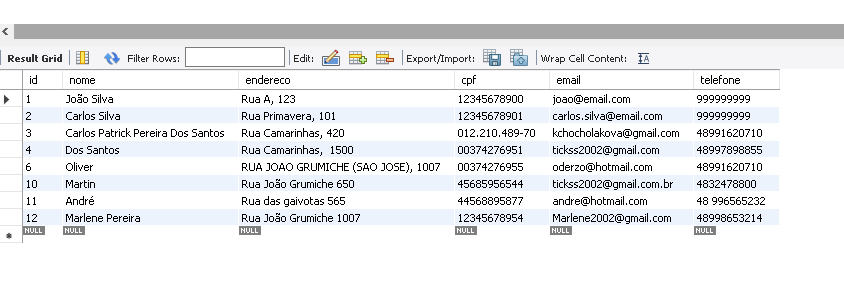 Result Grid Filter Rows: Edit: Export/Import: Wrap Cell Content:
id nome endereco cpf email telefone
1 João Silva Rua A, 123 12345678900 joao@email.com 999999999
2 Carlos Silva Rua Primavera, 101 12345678901 carlos.silva@email.com 999999999
3 Carlos Patrick Pereira Dos Santos Rua Camarinhas, 420 012.210.489-70 kchocholakova@gmail.com 48991620710
4 Dos Santos Rua Camarinhas, 1500 00374276951 tickss2002@gmail.com 48997898855
6 Oliver RUA JOAO GRUMICHE (SAO JOSE), 1007 00374276955 oderzo@hotmail.com 48991620710
10 Martin Rua João Grumiche 650 45685956544 tickss2002@gmail.com.br 4832478800
11 André Rua das gaivotas 565 44568895877 andre@hotmail.com 48 996565232
12 Marlene Pereira Rua João Grumiche 1007 12345678954 Marlene2002@gmail.com 48998653214
NULL NULL NULL NULL NULL NULL